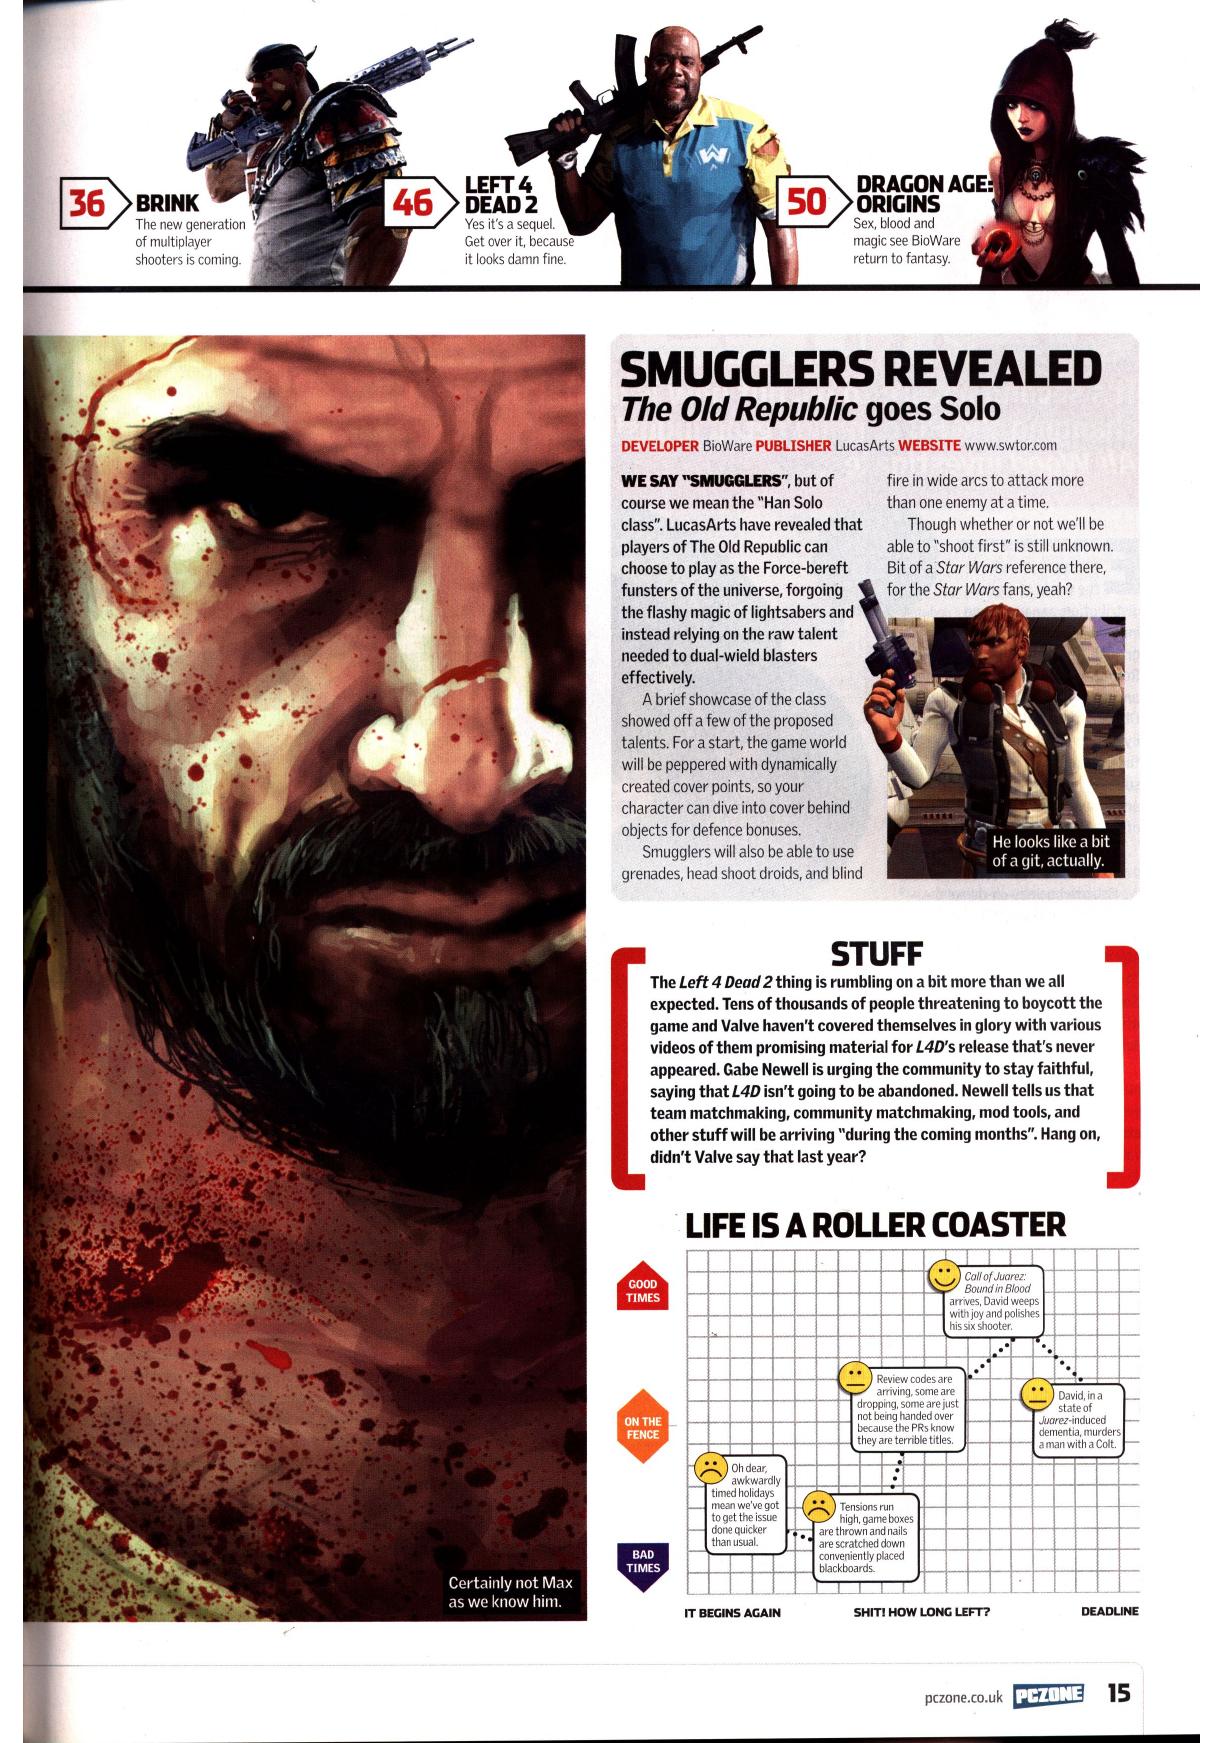 36
BRINK
The new generation
of multiplayer
shooters is coming.
46
LEFT 4
DEAD 2
Yes it's a sequel.
Get over it, because
it looks damn fine.
50
DRAGON AGE:
ORIGINS
Sex, blood and
magic see BioWare
return to fantasy.
Certainly not Max
as we know him.
SMUGGLERS REVEALED
The Old Republic goes Solo
DEVELOPER BioWare PUBLISHER LucasArts WEBSITE www.swtor.com
WE SAY "SMUGGLERS", but of
course we mean the "Han Solo
class". LucasArts have revealed that
players of The Old Republic can
choose to play as the Force-bereft
funsters of the universe, forgoing
the flashy magic of lightsabers and
instead relying on the raw talent
needed to dual-wield blasters
effectively.
A brief showcase of the class
showed off a few of the proposed
talents. For a start, the game world
will be peppered with dynamically
created cover points, so your
character can dive into cover behind
objects for defence bonuses.
Smugglers will also be able to use
grenades, head shoot droids, and blind
fire in wide arcs to attack more
than one enemy at a time.
Though whether or not we'll be
able to "shoot first" is still unknown.
Bit of a Star Wars reference there,
for the Star Wars fans, yeah?
He looks like a bit
of a git, actually.
STUFF
The Left 4 Dead 2 thing is rumbling on a bit more than we all
expected. Tens of thousands of people threatening to boycott the
game and Valve haven't covered themselves in glory with various
videos of them promising material for L4D's release that's never
appeared. Gabe Newell is urging the community to stay faithful,
saying that L4D isn't going to be abandoned. Newell tells us that
team matchmaking, community matchmaking, mod tools, and
other stuff will be arriving "during the coming months". Hang on,
didn't Valve say that last year?
LIFE IS A ROLLER COASTER
GOOD
TIMES
ON THE
FENCE
BAD
TIMES
Oh dear,
awkwardly
timed holidays
mean we've got
to get the issue
done quicker
than usual.
Tensions run
high, game boxes
are thrown and nails
are scratched down
conveniently placed
blackboards.
Review codes are
arriving, some are
dropping, some are just
not being handed over
because the PRs know
they are terrible titles.
Call of Juarez:
Bound in Blood
arrives, David weeps
with joy and polishes
his six shooter.
David, in a
state of
Juarez-induced
dementia, murders
a man with a Colt.
IT BEGINS AGAIN
SHIT! HOW LONG LEFT?
DEADLINE
pczone.co.uk PCZONE 15